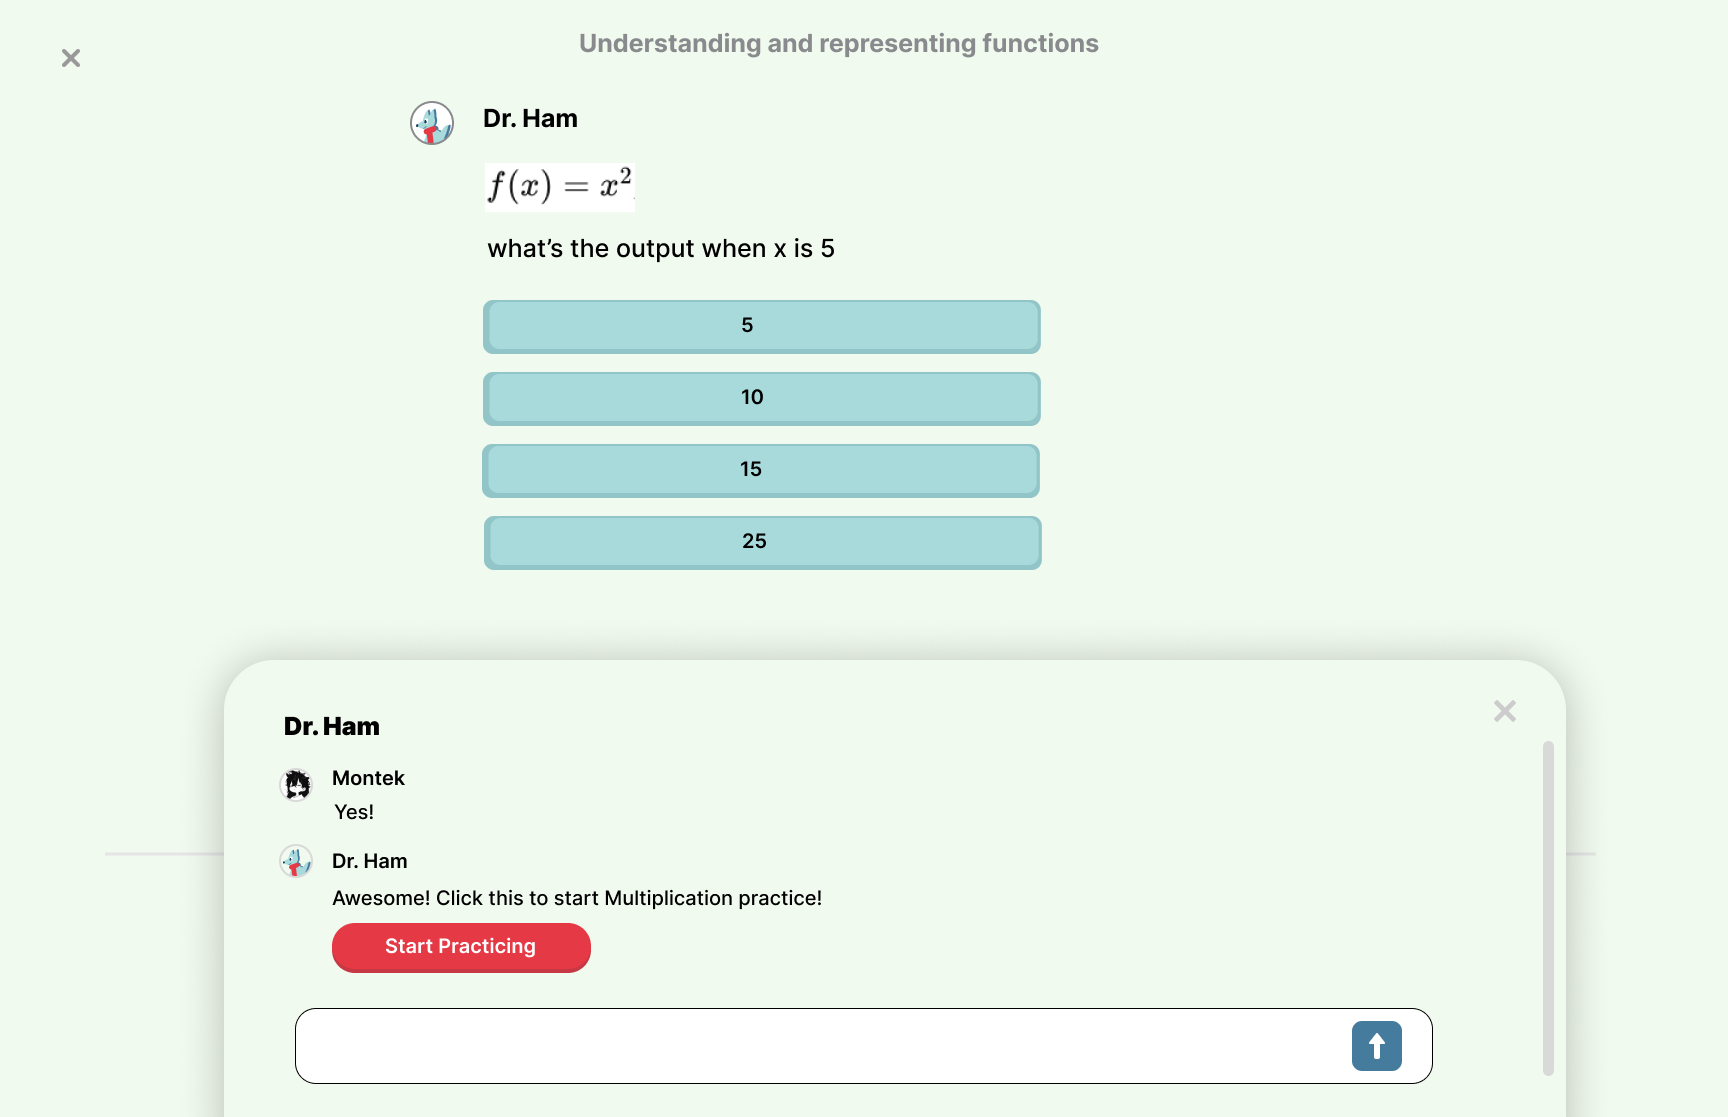 Understanding and representing functions
Dr. Ham
f(x) = x²
what’s the output when x is 5
5
10
15
25
Dr. Ham
Montek
Yes!
Dr. Ham
Awesome! Click this to start Multiplication practice!
Start Practicing